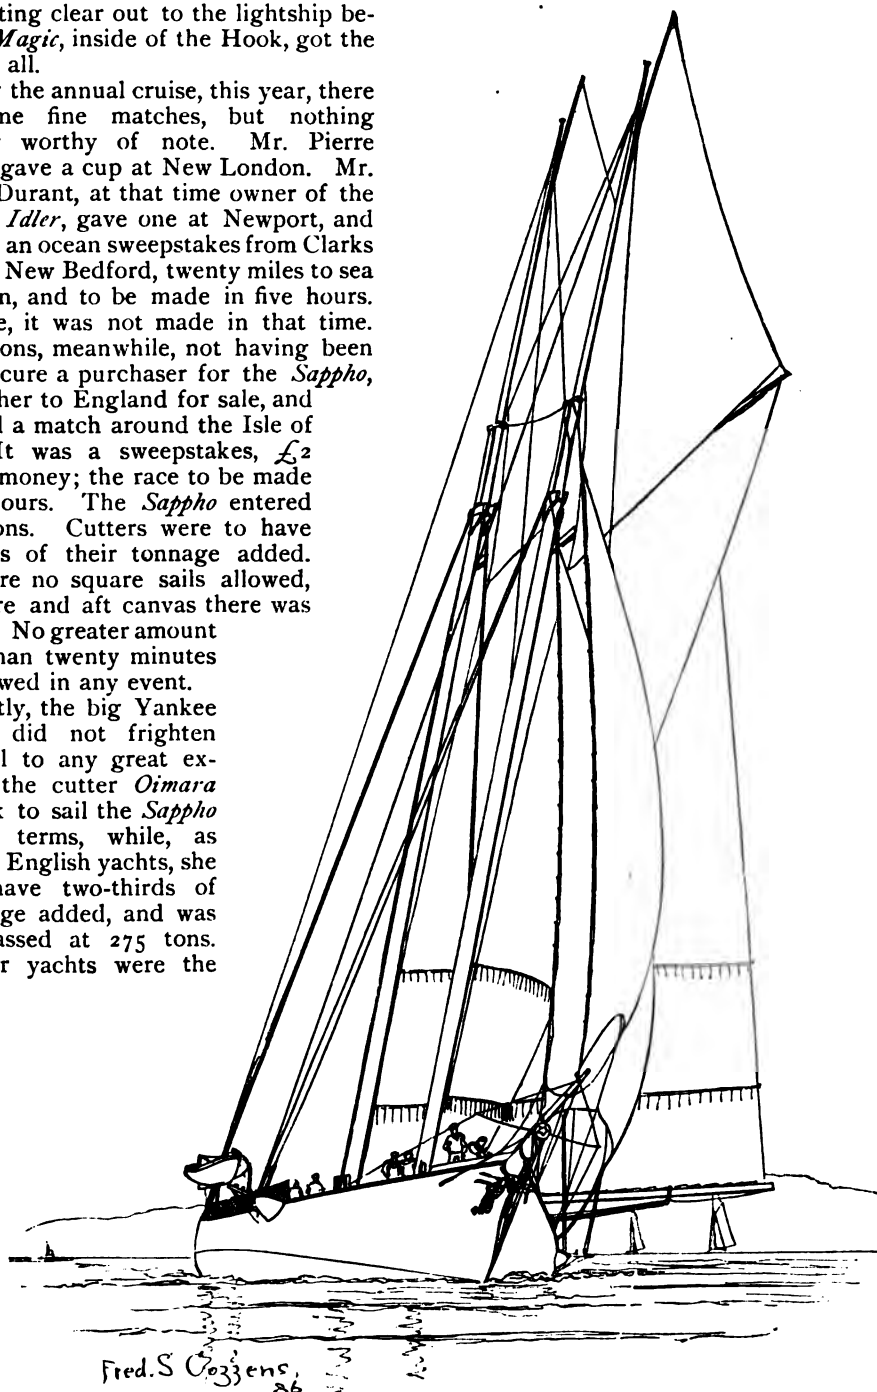 ting clear out to the lightship be-
Magic, inside of the Hook, got the
all.
the annual cruise, this year, there
ne fine matches, but nothing
worthy of note. Mr. Pierre
gave a cup at New London. Mr.
Durant, at that time owner of the
Idler, gave one at Newport, and
an ocean sweepstakes from Clarks
New Bedford, twenty miles to sea
n, and to be made in five hours.
e, it was not made in that time.
ons, meanwhile, not having been
cure a purchaser for the Sappho,
her to England for sale, and
l a match around the Isle of
It was a sweepstakes, £2
money; the race to be made
ours. The Sappho entered
ons. Cutters were to have
s of their tonnage added.
re no square sails allowed,
re and aft canvas there was
No greater amount
han twenty minutes
wed in any event.
tly, the big Yankee
did not frighten
l to any great ex-
the cutter Oimara
k to sail the Sappho
terms, while, as
English yachts, she
have two-thirds of
ge added, and was
assed at 275 tons.
r yachts were the
Fred. S Cozzens,
86